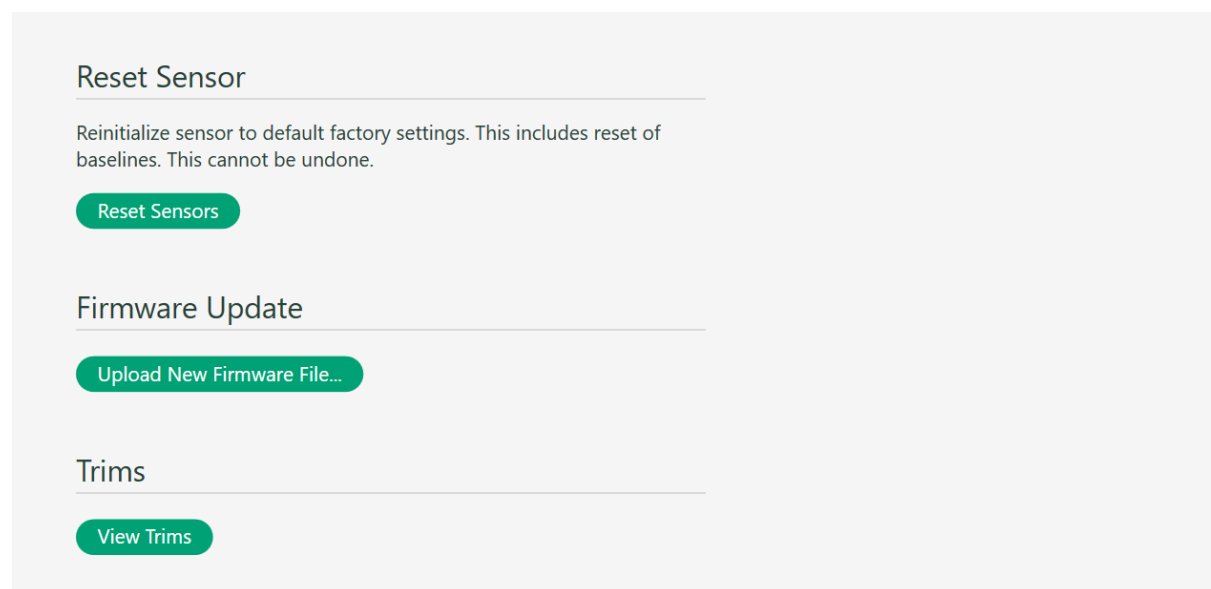 Reset Sensor
Reinitialize sensor to default factory settings. This includes reset of
baselines. This cannot be undone.
Reset Sensors
Firmware Update
Upload New Firmware File...
Trims
View Trims